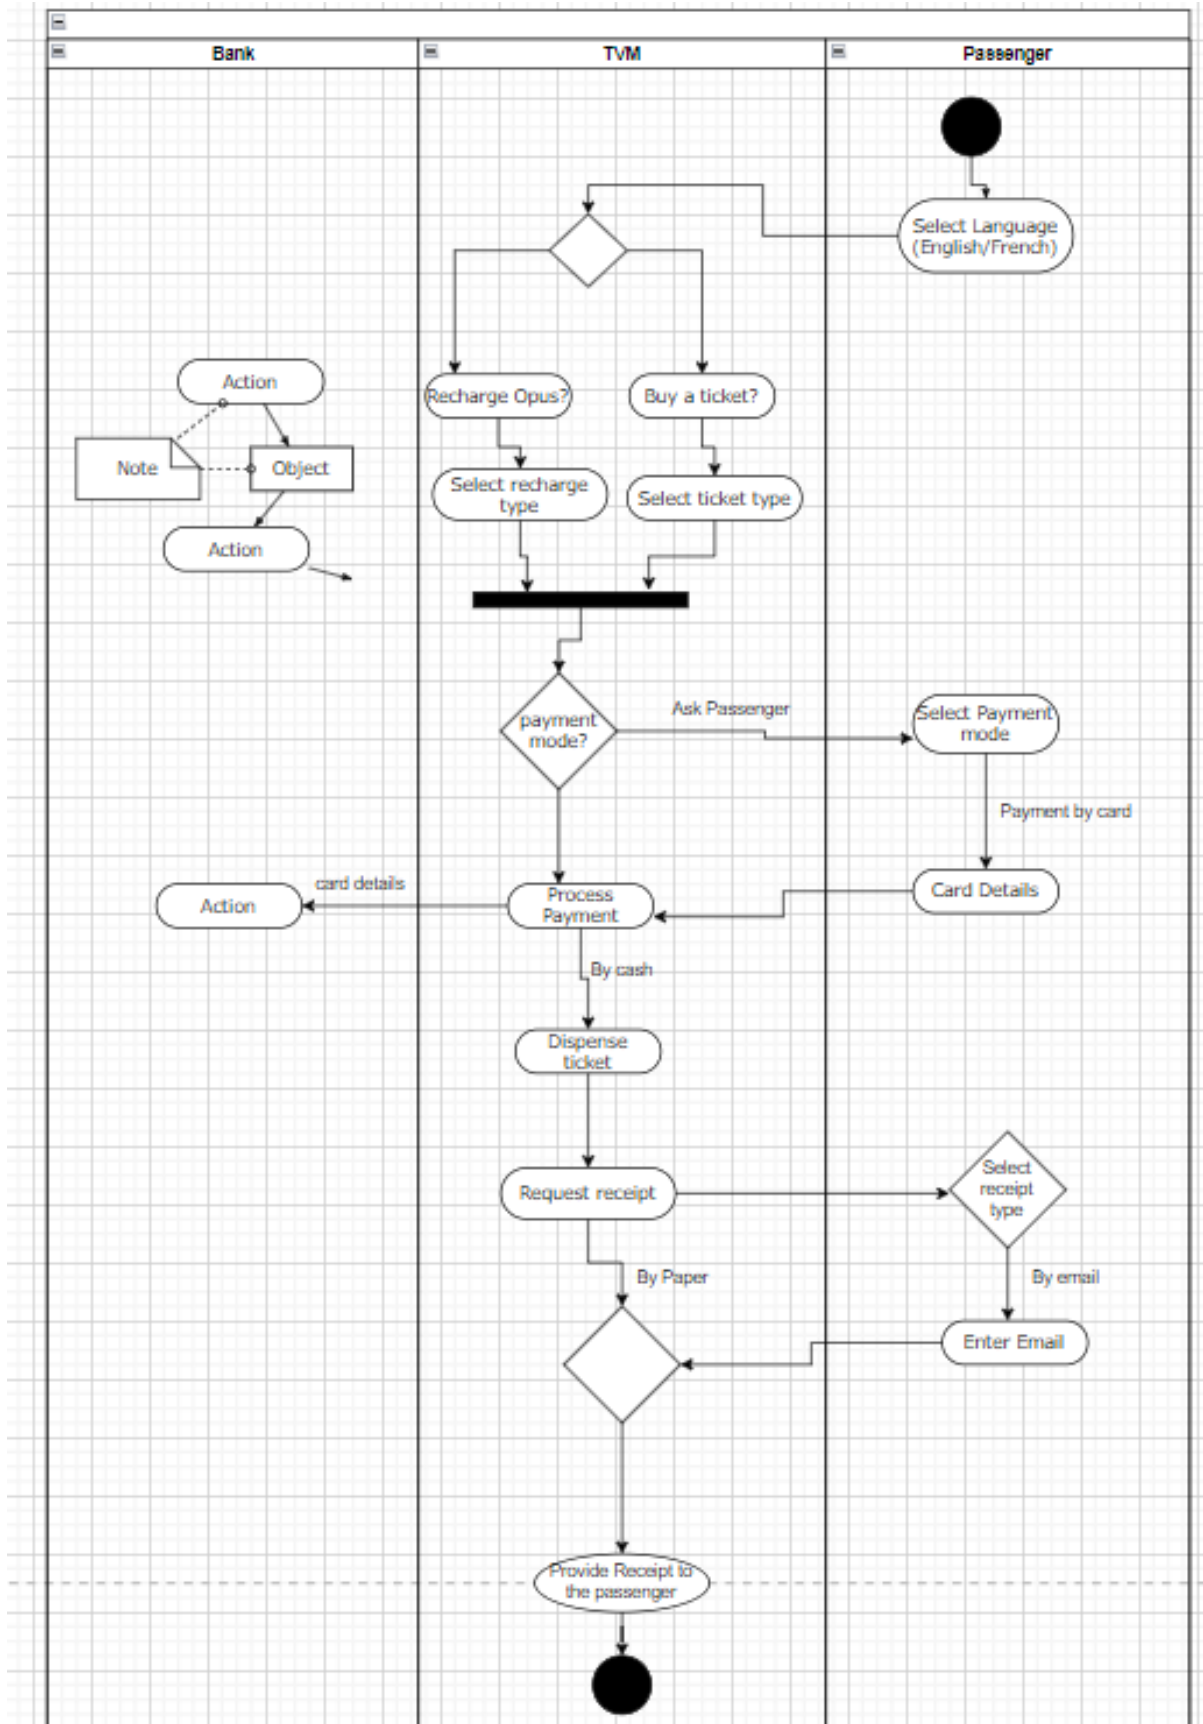 Bank
TVM
Passenger
Select Language
(English/French)
Action
Recharge Opus?
Buy a ticket?
Note
Object
Select recharge
type
Select ticket type
Action
payment
mode?
Ask Passenger
Select Payment
mode
Payment by card
Action
card details
Process
Payment
Card Details
By cash
Dispense
ticket
Request receipt
Select
receipt
type
By Paper
By email
Enter Email
Provide Receipt to
the passenger